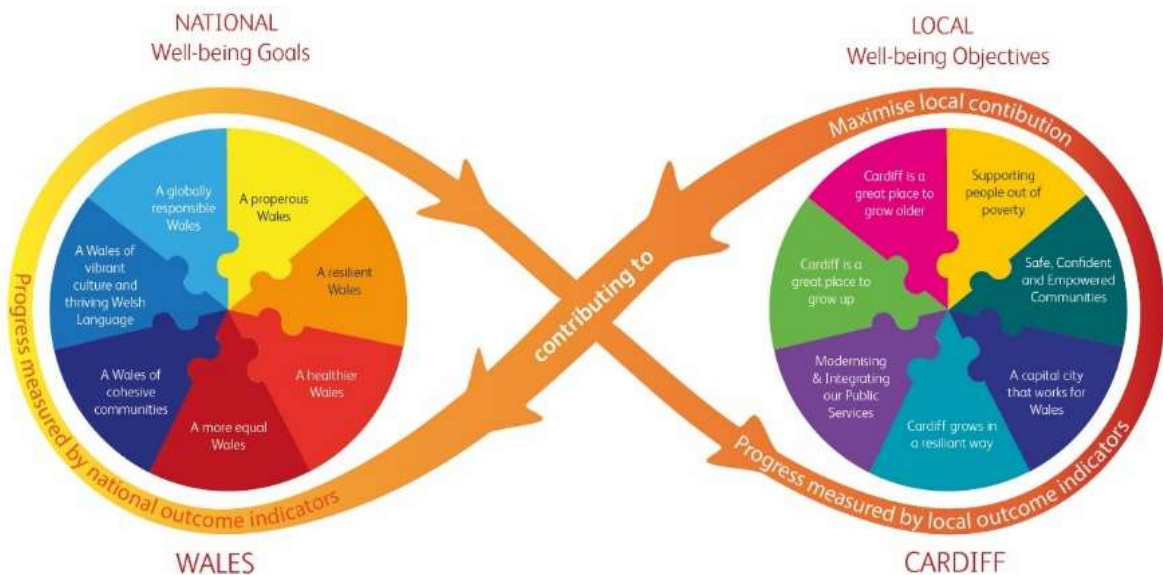 NATIONAL
Well-being Goals
LOCAL
Well-being Objectives
A globally
responsible
Wales
A properous
Wales
A resilient
Wales
A healthier
Wales
A more equal
Wales
A Wales of
cohesive
communities
A Wales of
vibrant
culture and
thriving Welsh
Language
Progress measured by national outcome indicators
contributing to
Maximise local contibution
Cardiff is a
great place to
grow older
Supporting
people out of
poverty
Safe, Confident
and Empowered
Communities
A capital city
that works for
Wales
Cardiff grows in
a resiliant way
Modernising
& Integrating
our Public
Services
Cardiff is a
great place to
grow up
Progress measured by local outcome indicators
WALES
CARDIFF